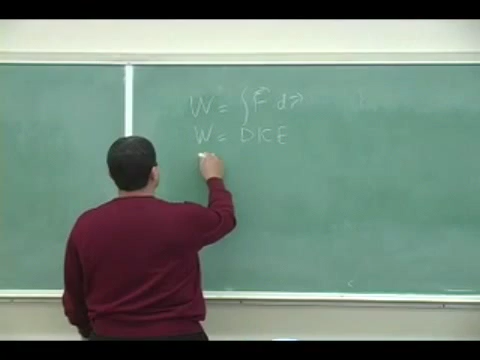 W = ∫ F⃗ dr⃗
W = DICE